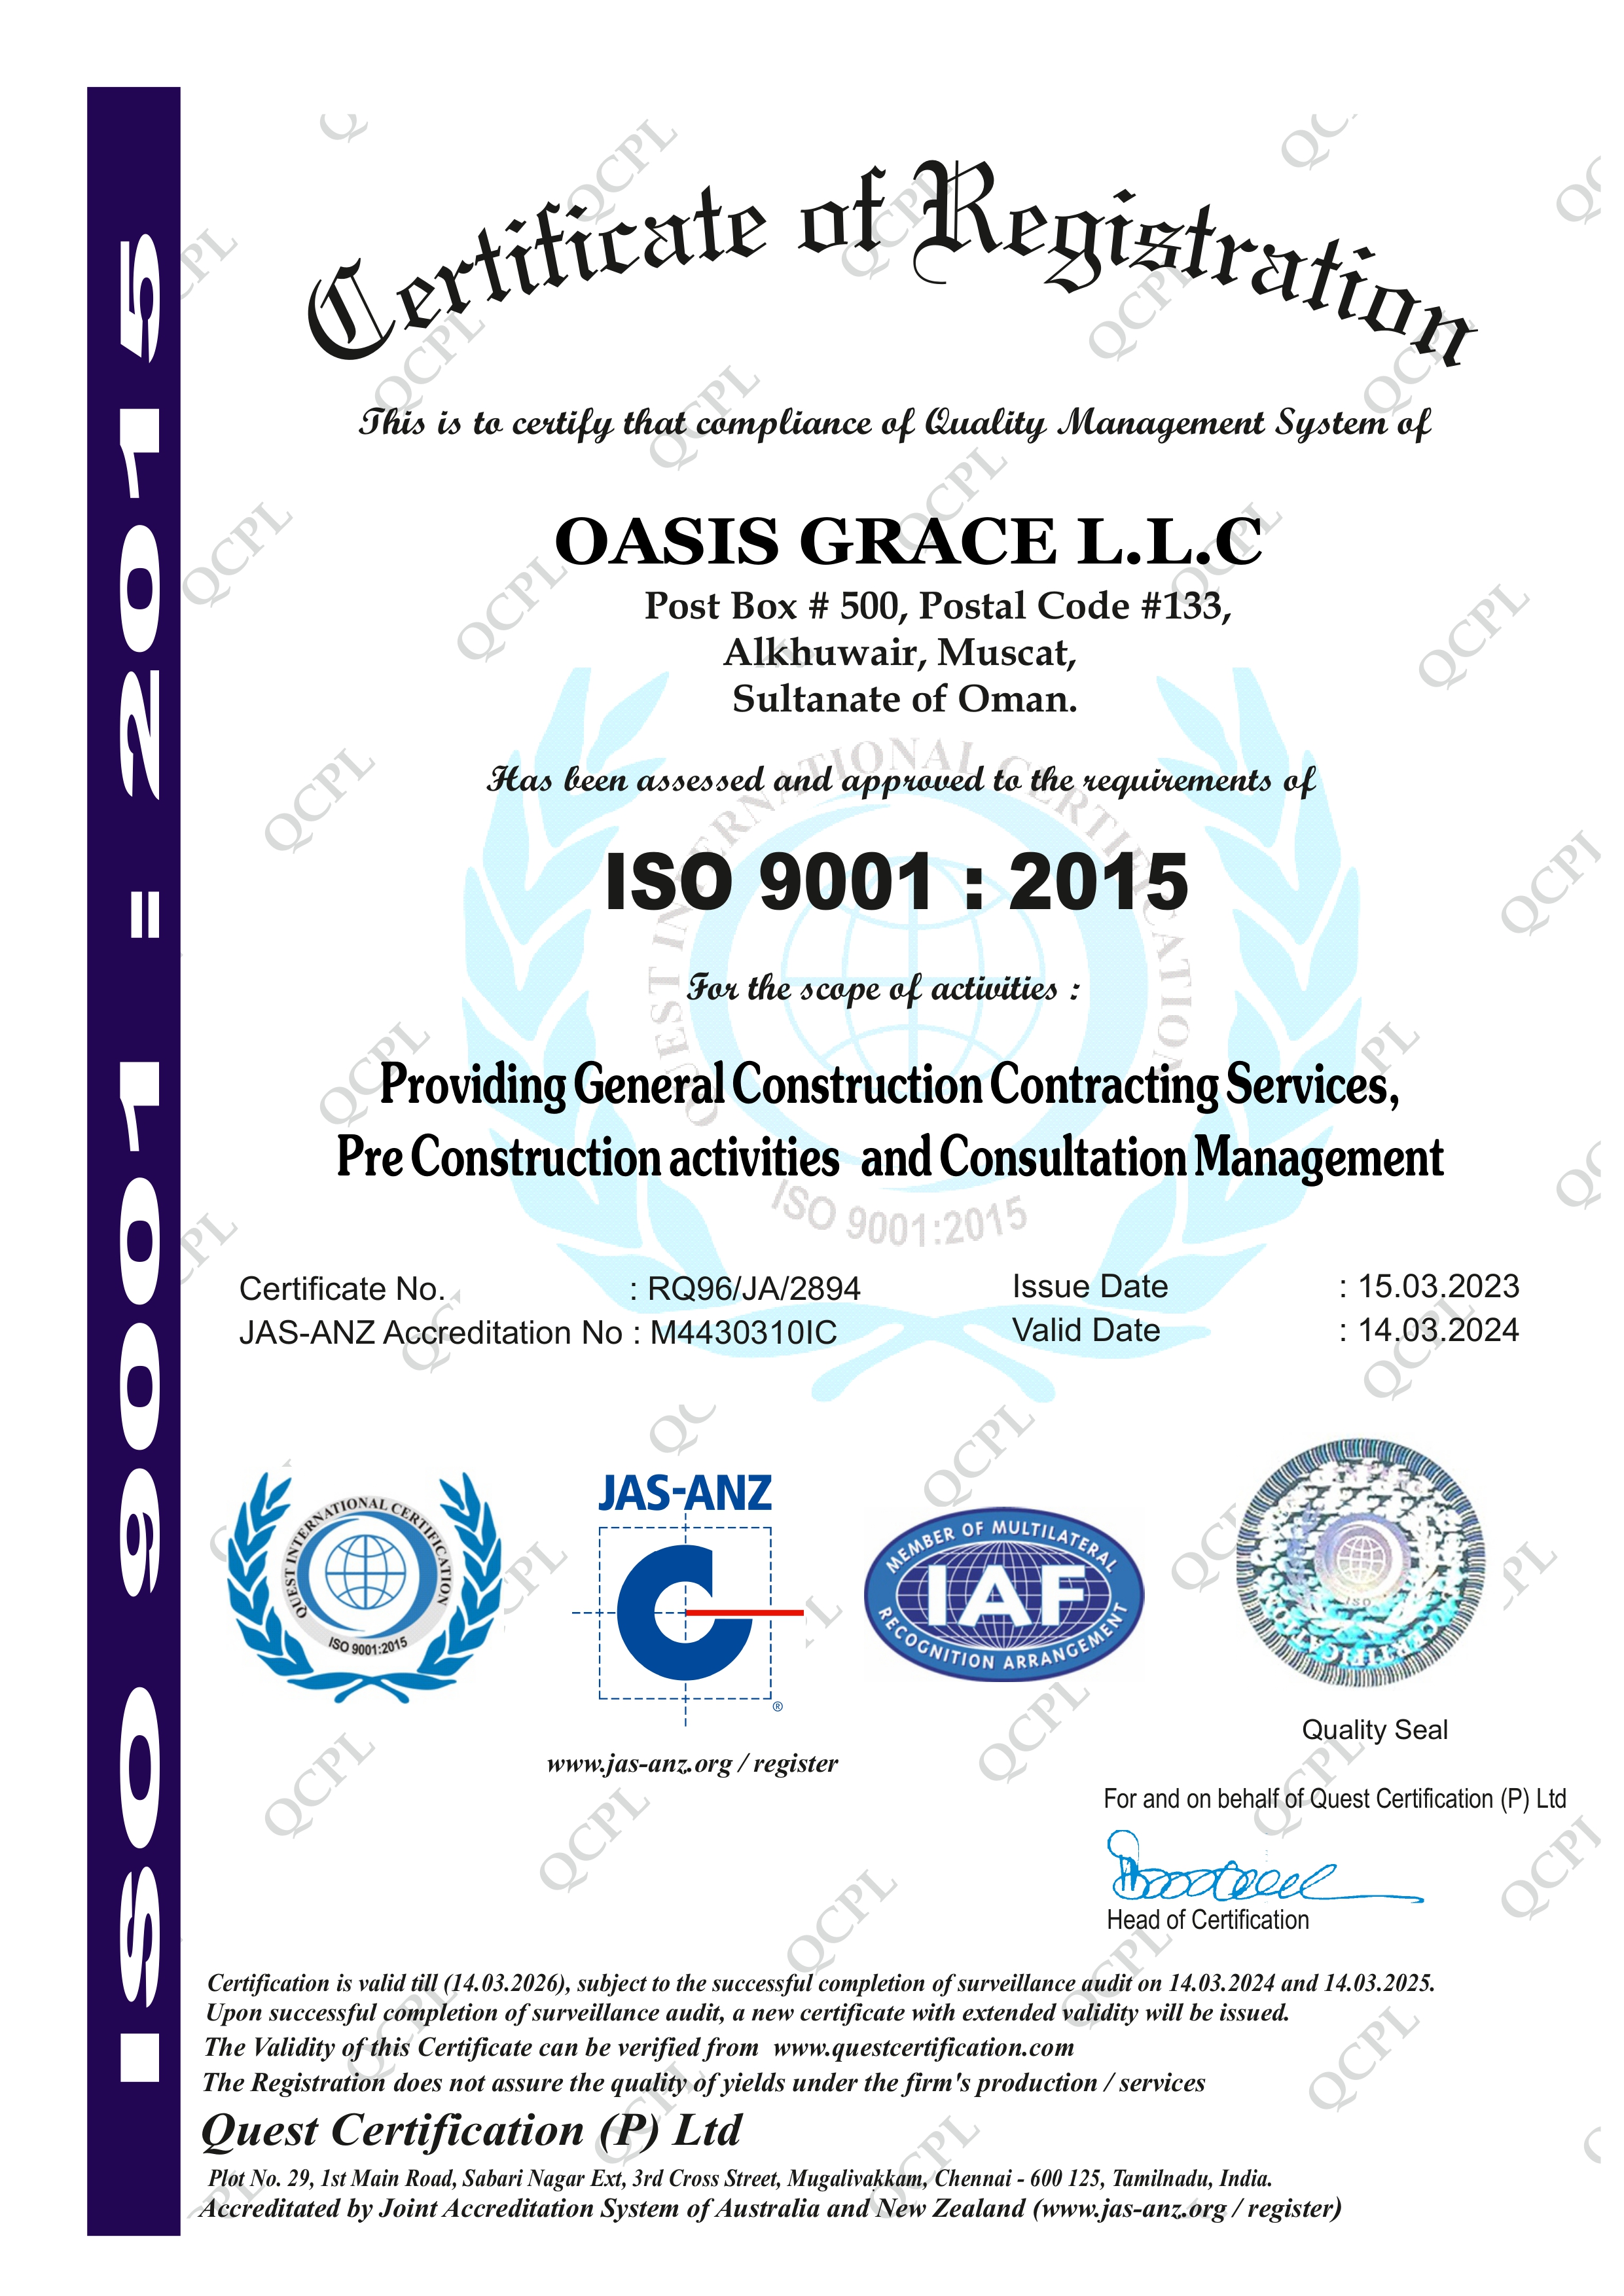 ISO 9001 = 2015
Certificate of Registration
This is to certify that compliance of Quality Management System of
OASIS GRACE L.L.C
Post Box # 500, Postal Code #133,
Alkhuwair, Muscat,
Sultanate of Oman.
Has been assessed and approved to the requirements of
ISO 9001 : 2015
For the scope of activities :
Providing General Construction Contracting Services,
Pre Construction activities and Consultation Management
QUEST INTERNATIONAL CERTIFICATION
ISO 9001:2015
Certificate No. : RQ96/JA/2894
JAS-ANZ Accreditation No : M4430310IC
Issue Date : 15.03.2023
Valid Date : 14.03.2024
QUEST INTERNATIONAL CERTIFICATION
ISO 9001:2015
JAS-ANZ
®
www.jas-anz.org / register
MEMBER OF MULTILATERAL
IAF
RECOGNITION ARRANGEMENT
ISO
Quality Seal
For and on behalf of Quest Certification (P) Ltd
Head of Certification
Certification is valid till (14.03.2026), subject to the successful completion of surveillance audit on 14.03.2024 and 14.03.2025.
Upon successful completion of surveillance audit, a new certificate with extended validity will be issued.
The Validity of this Certificate can be verified from www.questcertification.com
The Registration does not assure the quality of yields under the firm's production / services
Quest Certification (P) Ltd
Plot No. 29, 1st Main Road, Sabari Nagar Ext, 3rd Cross Street, Mugalivakkam, Chennai - 600 125, Tamilnadu, India.
Accreditated by Joint Accreditation System of Australia and New Zealand (www.jas-anz.org / register)
QCPL